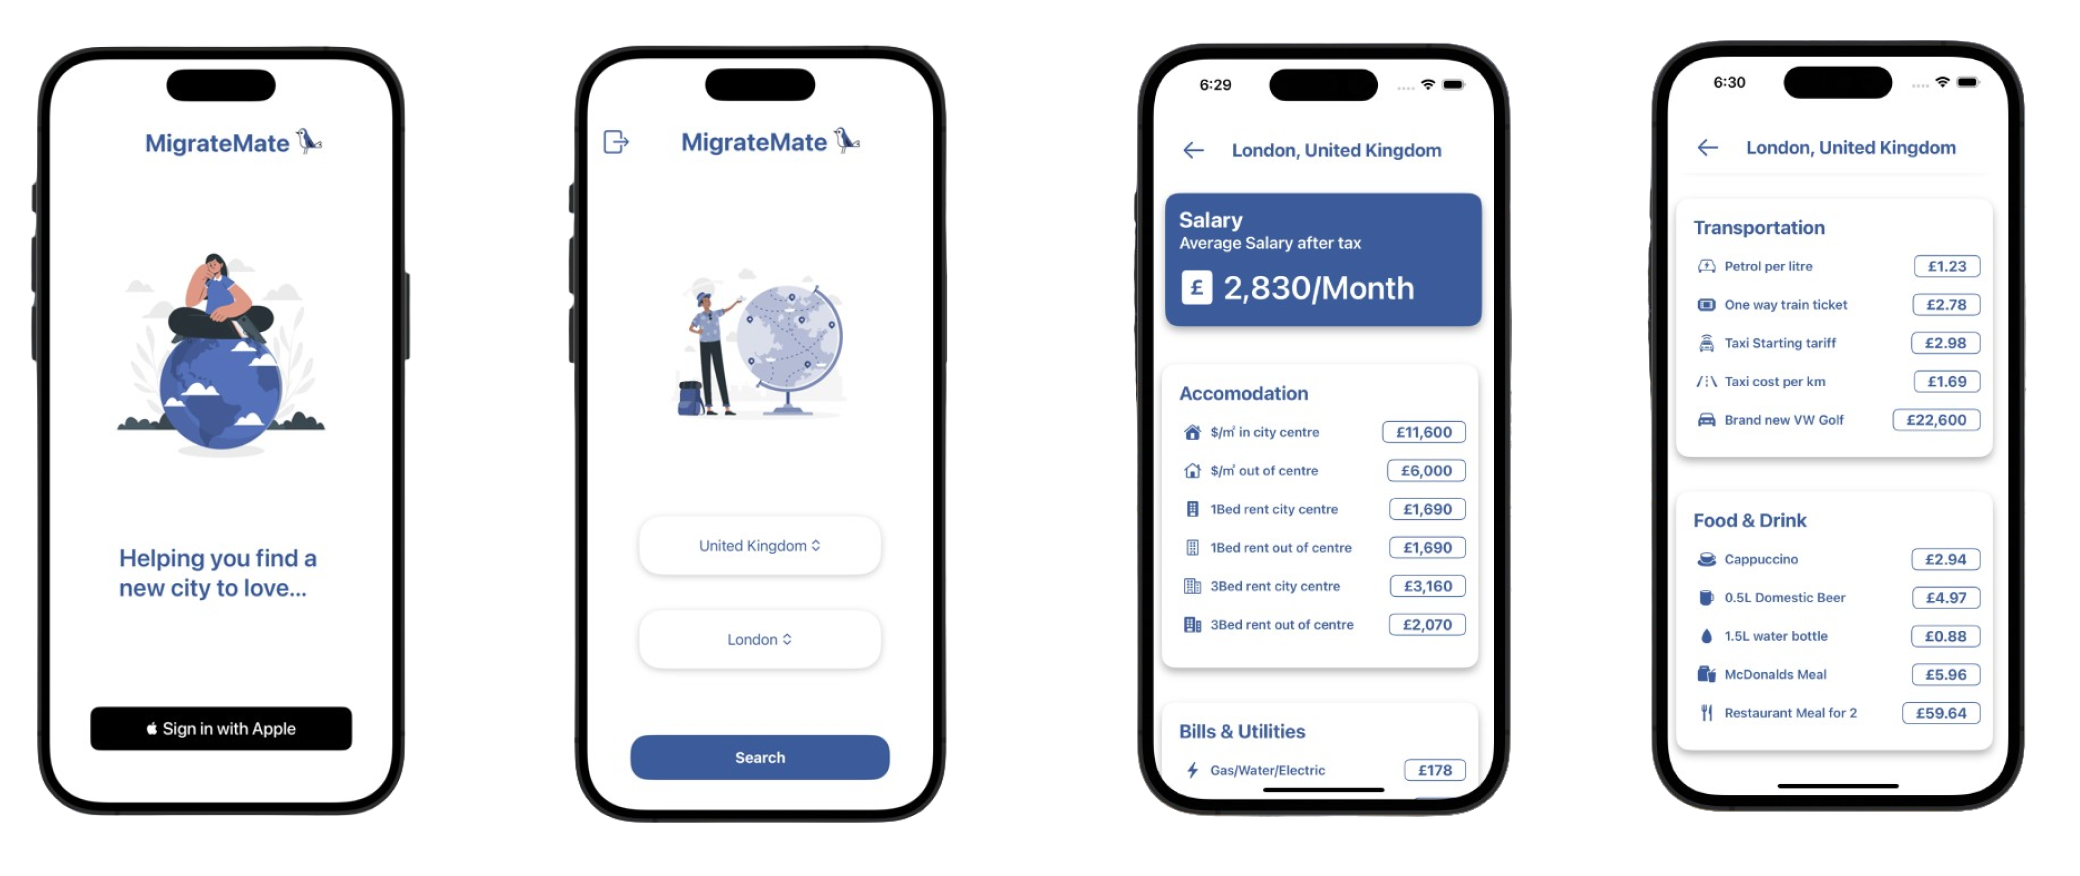 MigrateMate
Helping you find a
new city to love...
Sign in with Apple
MigrateMate
United Kingdom
London
Search
6:29
London, United Kingdom
Salary
Average Salary after tax
£ 2,830/Month
Accomodation
$/㎡ in city centre £11,600
$/㎡ out of centre £6,000
1Bed rent city centre £1,690
1Bed rent out of centre £1,690
3Bed rent city centre £3,160
3Bed rent out of centre £2,070
Bills & Utilities
Gas/Water/Electric £178
6:30
London, United Kingdom
Transportation
Petrol per litre £1.23
One way train ticket £2.78
Taxi Starting tariff £2.98
Taxi cost per km £1.69
Brand new VW Golf £22,600
Food & Drink
Cappuccino £2.94
0.5L Domestic Beer £4.97
1.5L water bottle £0.88
McDonalds Meal £5.96
Restaurant Meal for 2 £59.64